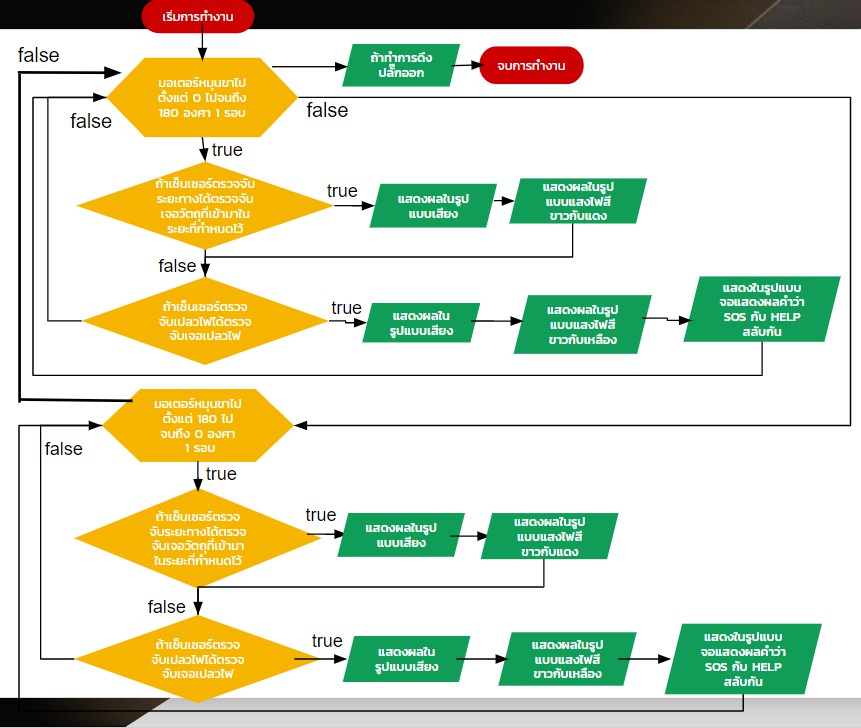 เริ่มการทำงาน
false
ถ้าทำการดึง
ปลั๊กออก
จบการทำงาน
มอเตอร์หมุนขาไป
ตั้งแต่ 0 ไปจนถึง
180 องศา 1 รอบ
false
false
true
ถ้าเซ็นเซอร์ตรวจจับ
ระยะทางได้ตรวจจับ
เจอวัตถุที่เข้ามาใน
ระยะที่กำหนดไว้
true
แสดงผลในรูป
แบบเสียง
แสดงผลในรูป
แบบแสงไฟสี
ขาวกับแดง
false
ถ้าเซ็นเซอร์ตรวจ
จับเปลวไฟได้ตรวจ
จับเจอเปลวไฟ
true
แสดงผลใน
รูปแบบเสียง
แสดงผลในรูป
แบบแสงไฟสี
ขาวกับเหลือง
แสดงในรูปแบบ
จอแสดงผลคำว่า
SOS กับ HELP
สลับกัน
มอเตอร์หมุนขาไป
ตั้งแต่ 180 ไป
จนถึง 0 องศา
1 รอบ
false
true
ถ้าเซ็นเซอร์ตรวจ
จับระยะทางได้ตรวจ
จับเจอวัตถุที่เข้ามา
ในระยะที่กำหนดไว้
true
แสดงผลในรูป
แบบเสียง
แสดงผลในรูป
แบบแสงไฟสี
ขาวกับแดง
false
ถ้าเซ็นเซอร์ตรวจ
จับเปลวไฟได้ตรวจ
จับเจอเปลวไฟ
true
แสดงผลใน
รูปแบบเสียง
แสดงผลในรูป
แบบแสงไฟสี
ขาวกับเหลือง
แสดงในรูปแบบ
จอแสดงผลคำว่า
SOS กับ HELP
สลับกัน